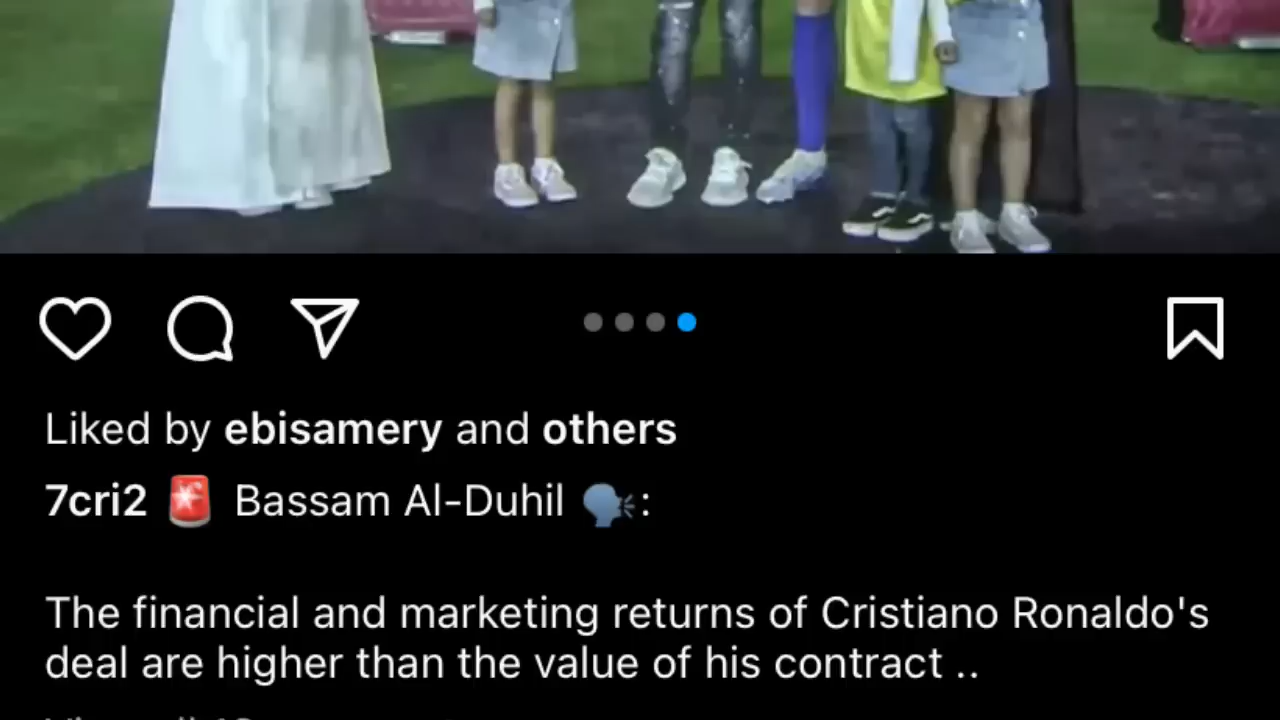 Liked by ebisamery and others
7cri2 🚨 Bassam Al-Duhil 🗣️:
The financial and marketing returns of Cristiano Ronaldo's
deal are higher than the value of his contract ..